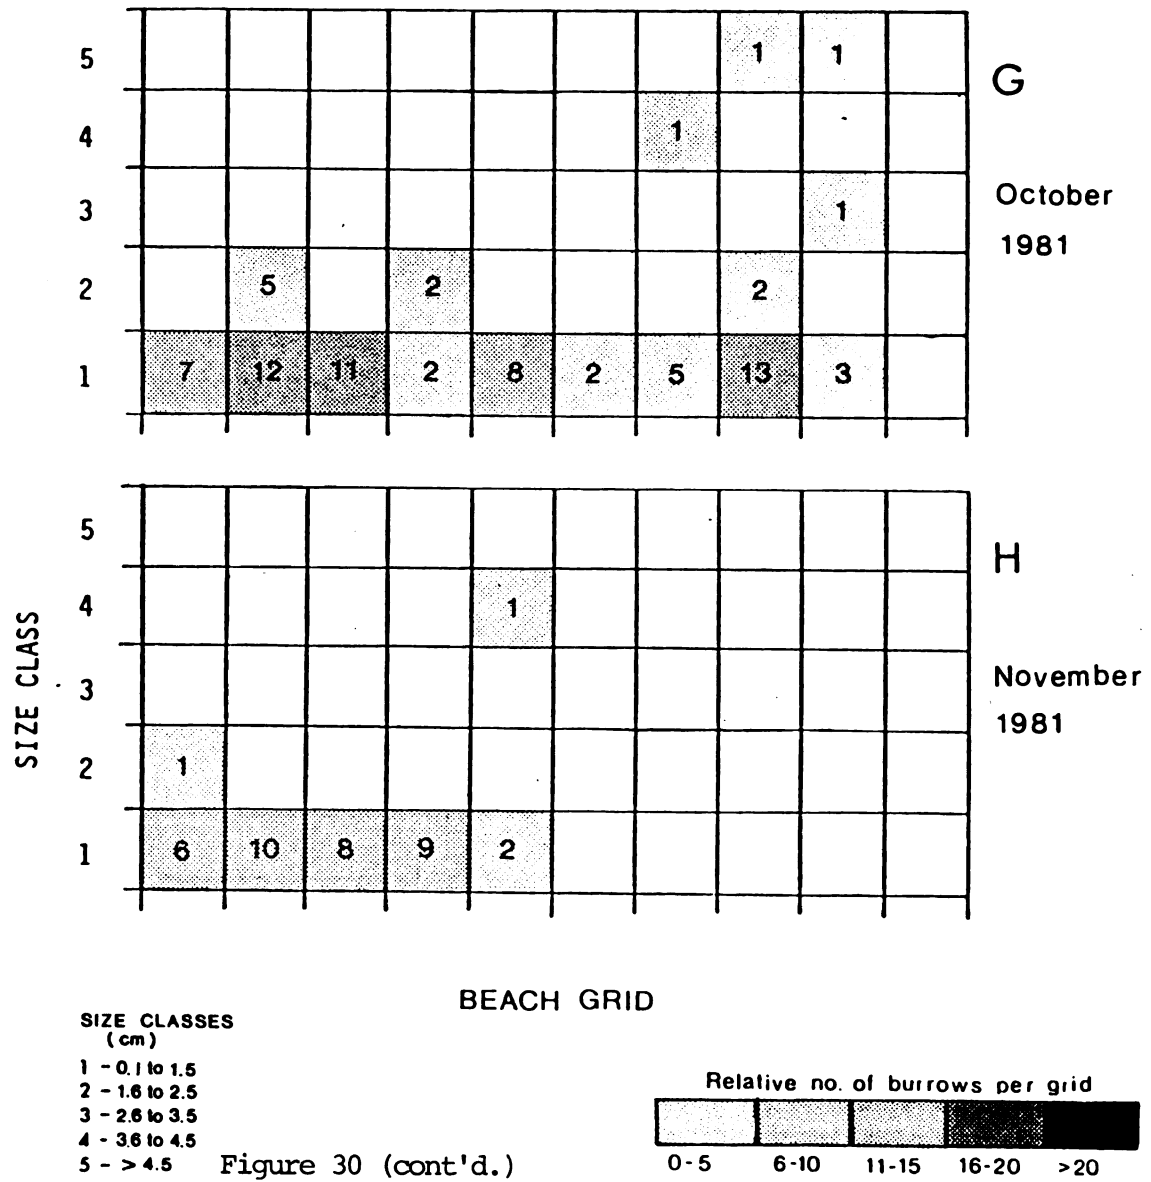 5 1 1
G
4 1
3 1
October
1981
2 5 2 2
1 7 12 11 2 8 2 5 13 3
5
H
4 1
SIZE CLASS
3
November
1981
2 1
1 6 10 8 9 2
BEACH GRID
SIZE CLASSES
(cm)
1 - 0.1 to 1.5
2 - 1.6 to 2.5
3 - 2.6 to 3.5
4 - 3.6 to 4.5
5 - > 4.5
Figure 30 (cont'd.)
Relative no. of burrows per grid
0-5 6-10 11-15 16-20 >20